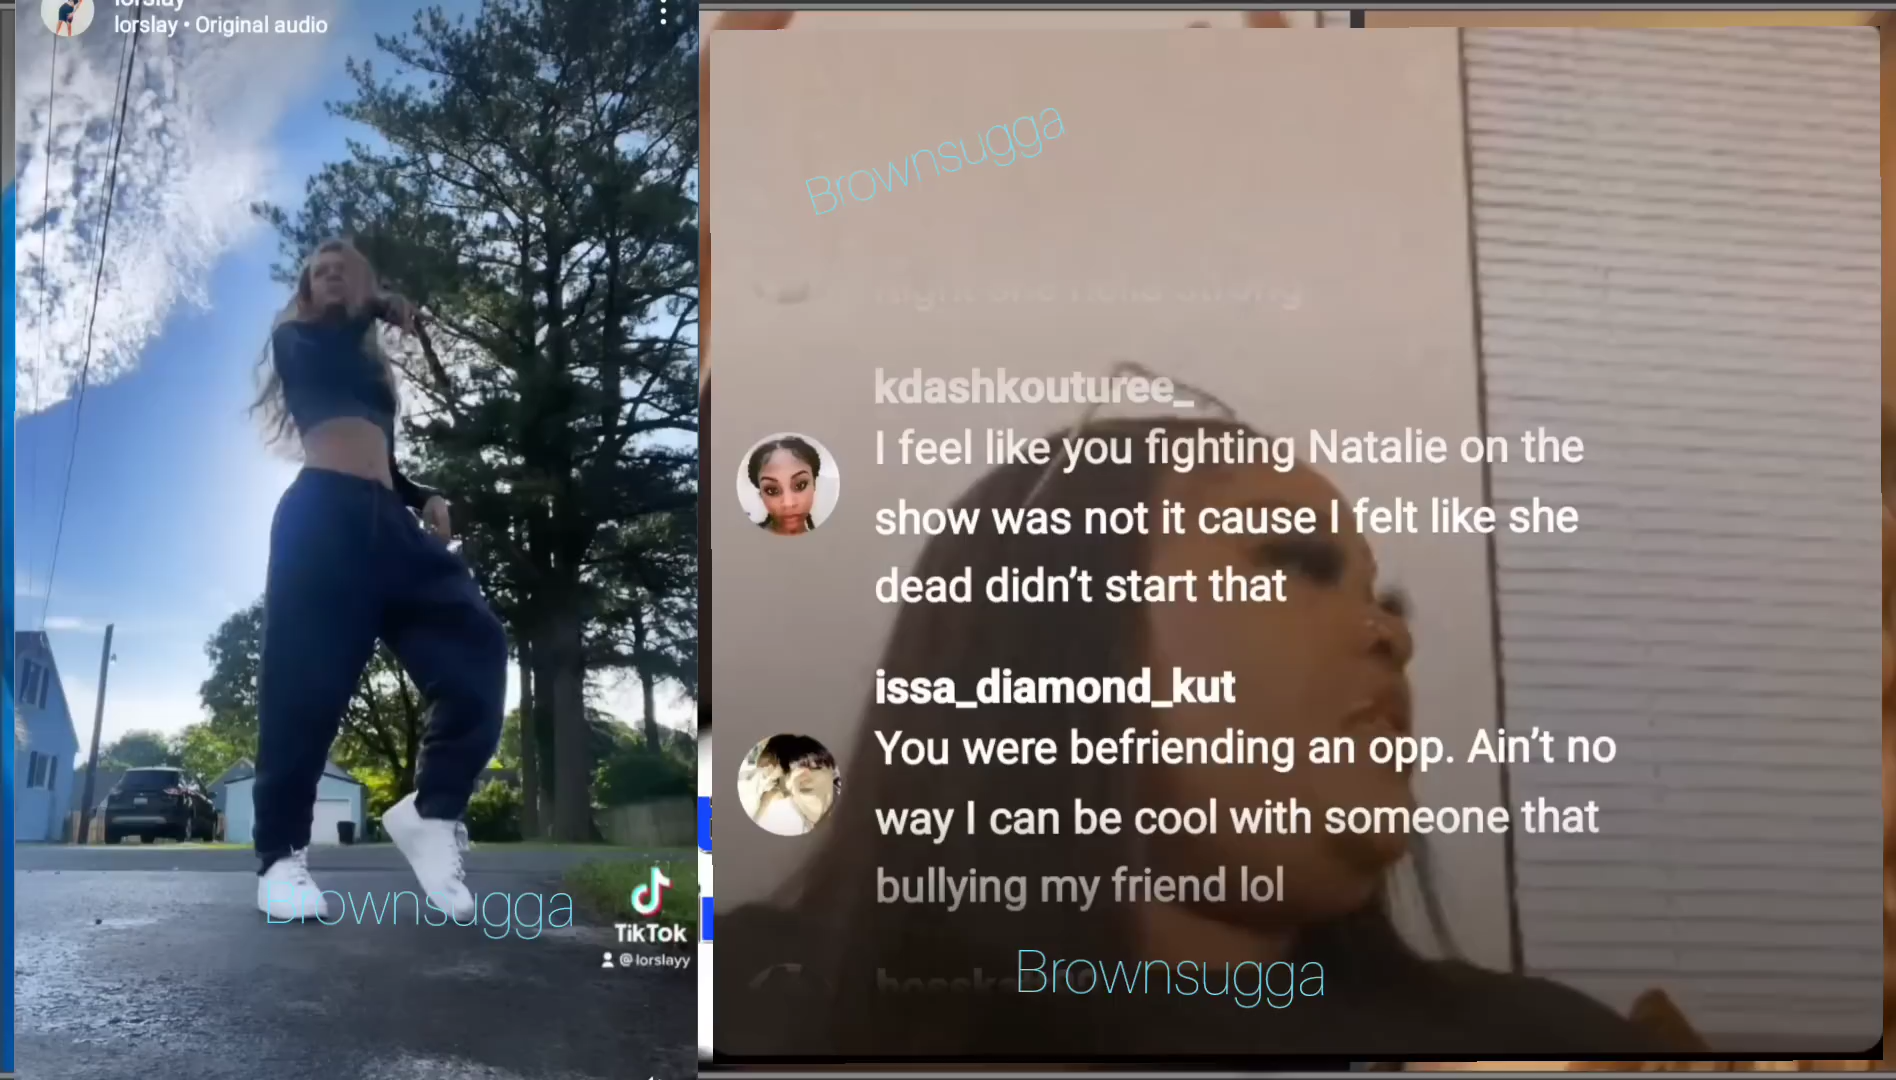 lorslay
lorslay • Original audio
Brownsugga
TikTok
@lorslayy
Brownsugga
kdashkouturee_
I feel like you fighting Natalie on the
show was not it cause I felt like she
dead didn't start that
issa_diamond_kut
You were befriending an opp. Ain't no
way I can be cool with someone that
bullying my friend lol
Brownsugga